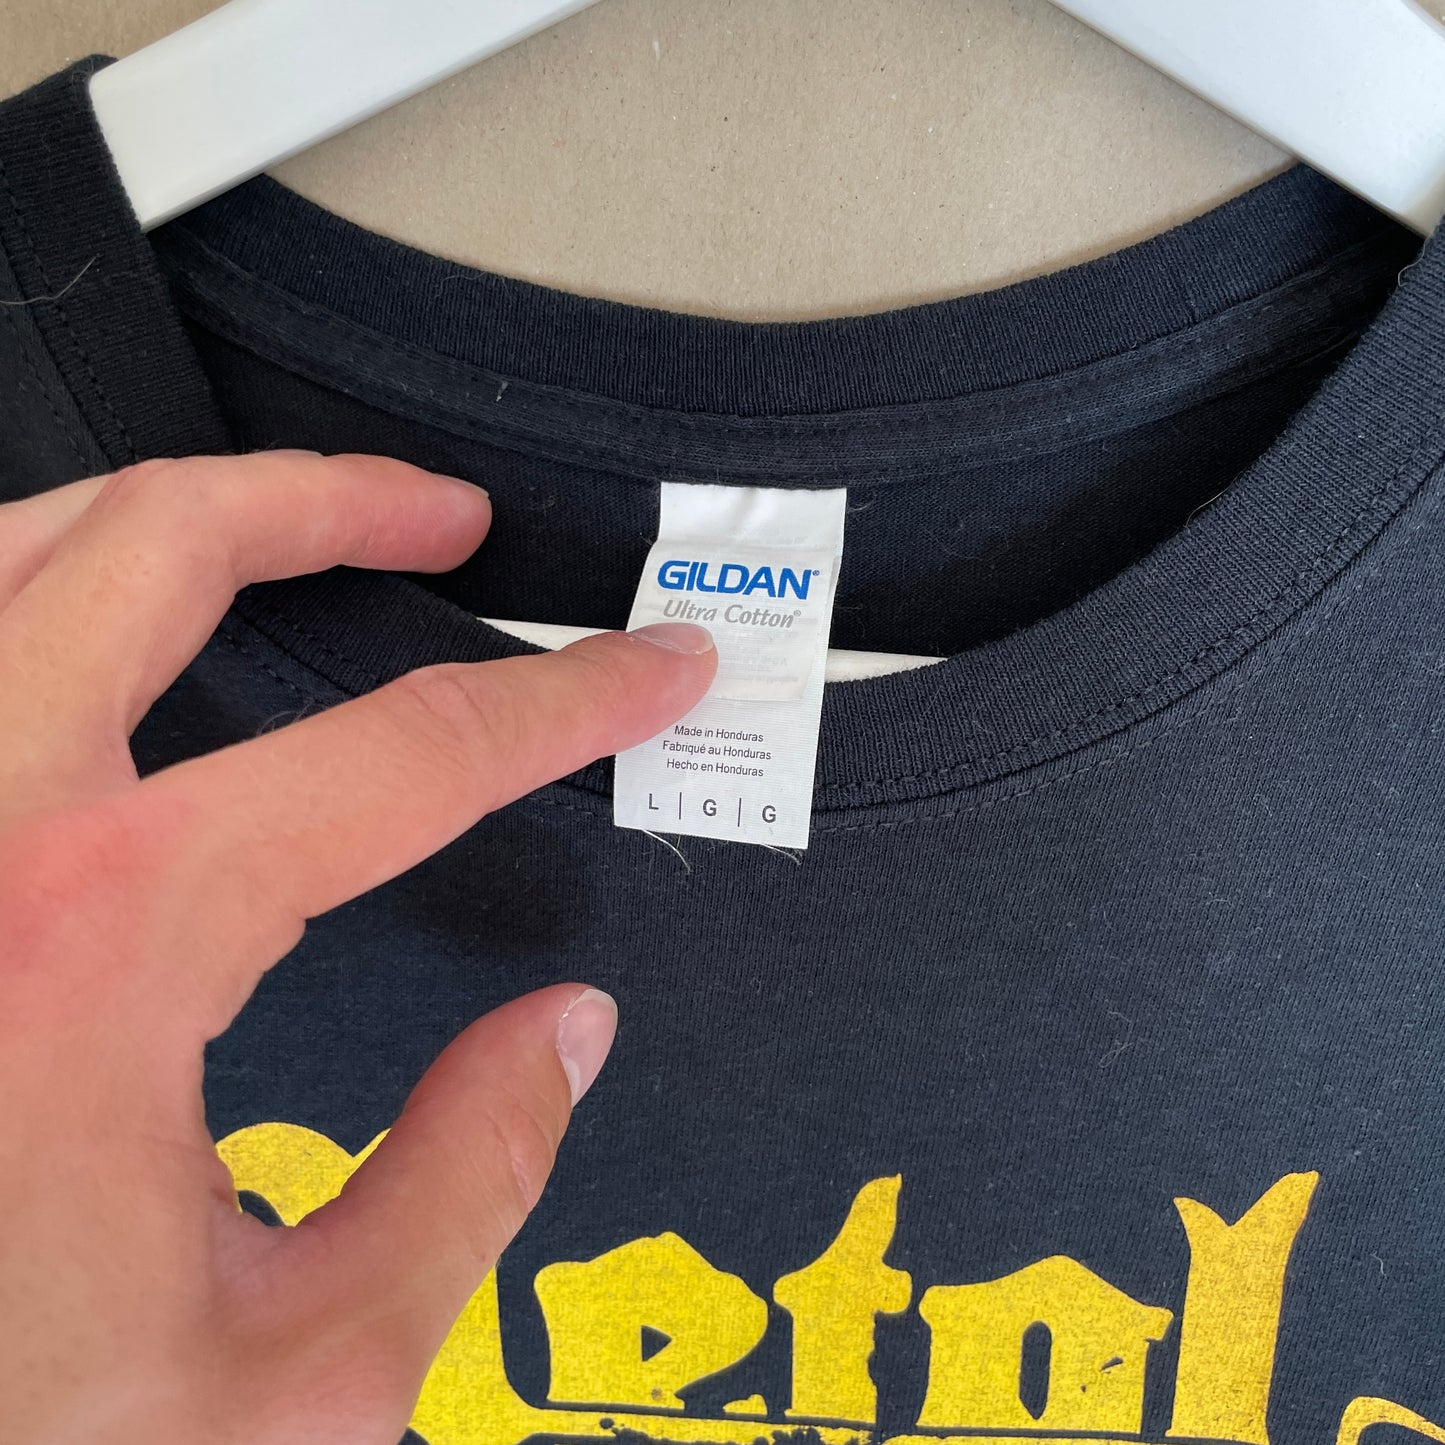 GILDAN®
Ultra Cotton®
Made in Honduras
Fabriqué au Honduras
Hecho en Honduras
L | G | G